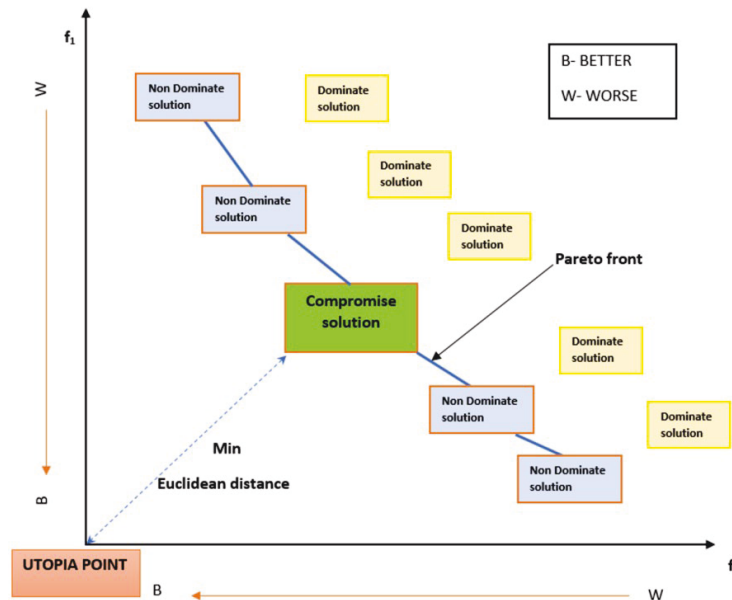 f₁
B- BETTER
W- WORSE
W
Non Dominate
solution
Dominate
solution
Dominate
solution
Non Dominate
solution
Dominate
solution
Pareto front
Compromise
solution
Dominate
solution
Non Dominate
solution
Dominate
solution
Min
Euclidean distance
Non Dominate
solution
B
UTOPIA POINT
f
B
W